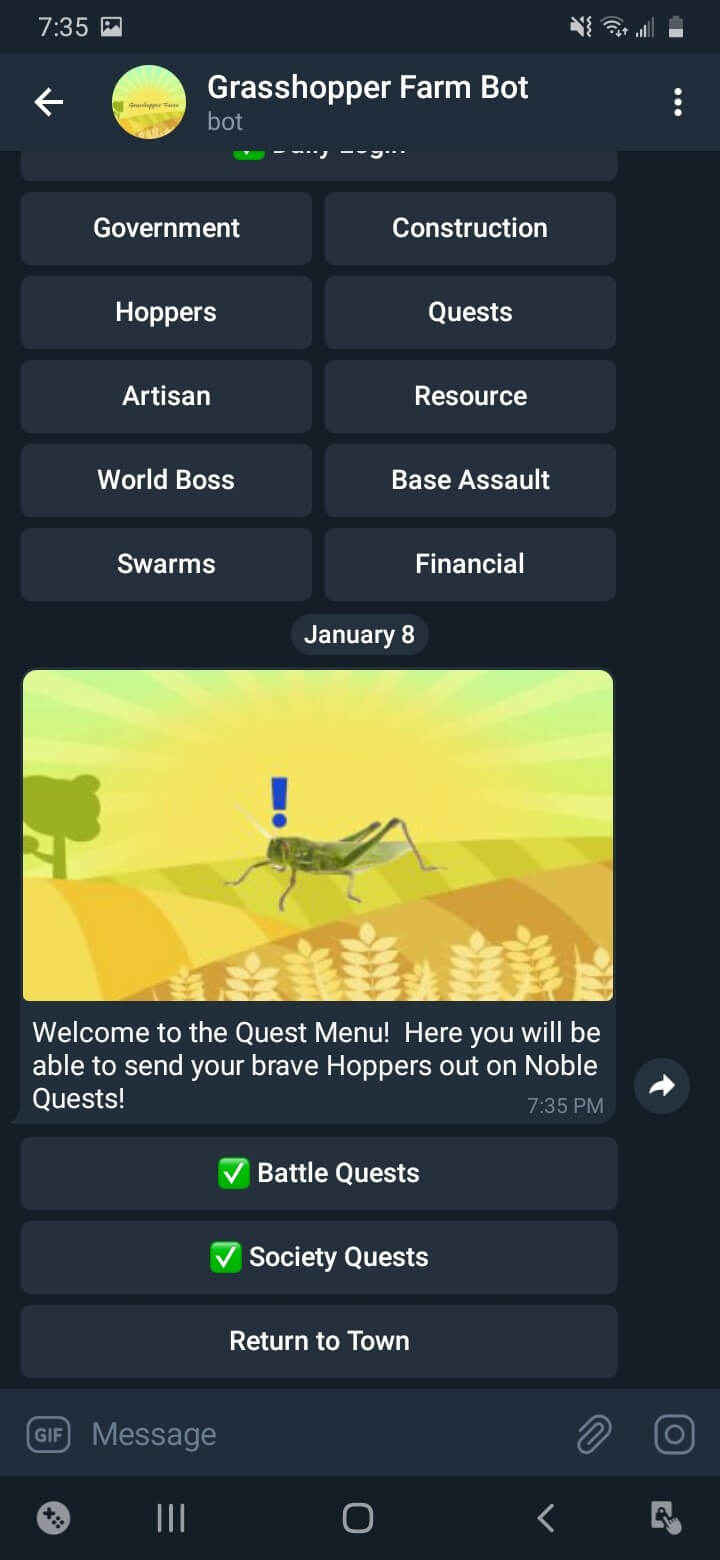 7:35
Grasshopper Farm Bot
bot
✅ Daily Login
Government
Construction
Hoppers
Quests
Artisan
Resource
World Boss
Base Assault
Swarms
Financial
January 8
Welcome to the Quest Menu!  Here you will be
able to send your brave Hoppers out on Noble
Quests!
7:35 PM
✅ Battle Quests
✅ Society Quests
Return to Town
GIF
Message